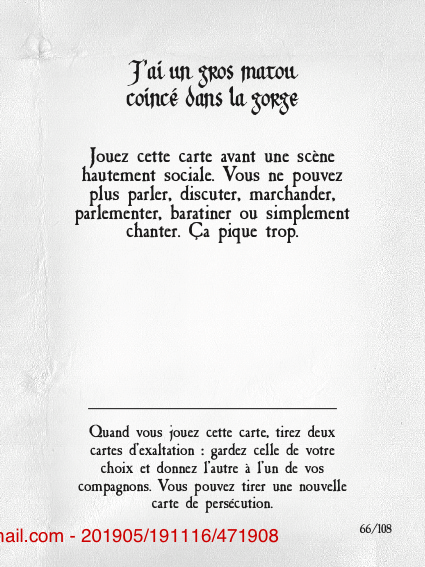 J'ai un gros matou
coincé dans la gorge
Jouez cette carte avant une scène
hautement sociale. Vous ne pouvez
plus parler, discuter, marchander,
parlementer, baratiner ou simplement
chanter. Ça pique trop.
Quand vous jouez cette carte, tirez deux
cartes d'exaltation : gardez celle de votre
choix et donnez l'autre à l'un de vos
compagnons. Vous pouvez tirer une nouvelle
carte de persécution.
66/108
nail.com - 201905/191116/471908